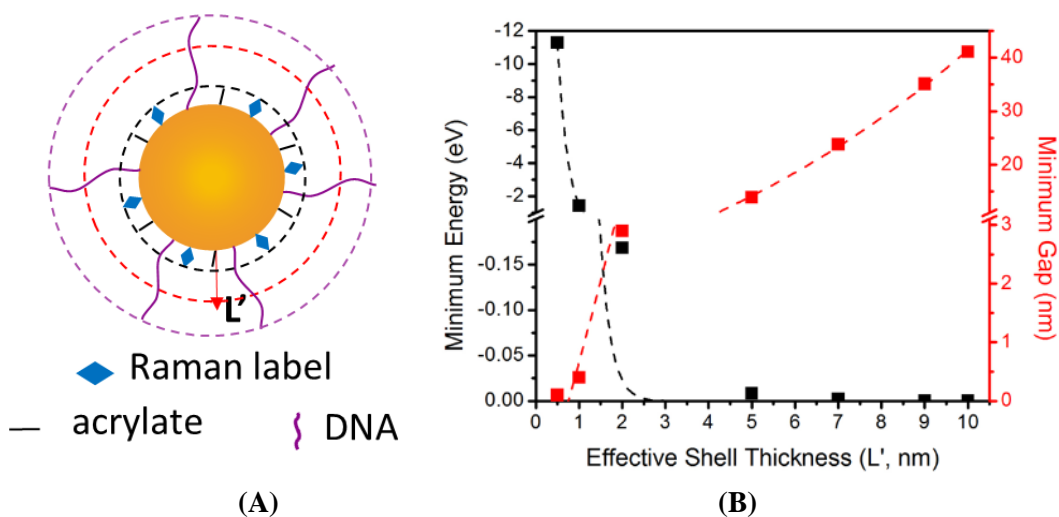 L'
Raman label
acrylate
DNA
(A)
Minimum Energy (eV)
-12
-10
-8
-6
-4
-2
-0.15
-0.10
-0.05
0.00
0 1 2 3 4 5 6 7 8 9 10
Effective Shell Thickness (L', nm)
40
30
20
3
2
1
0
Minimum Gap (nm)
(B)